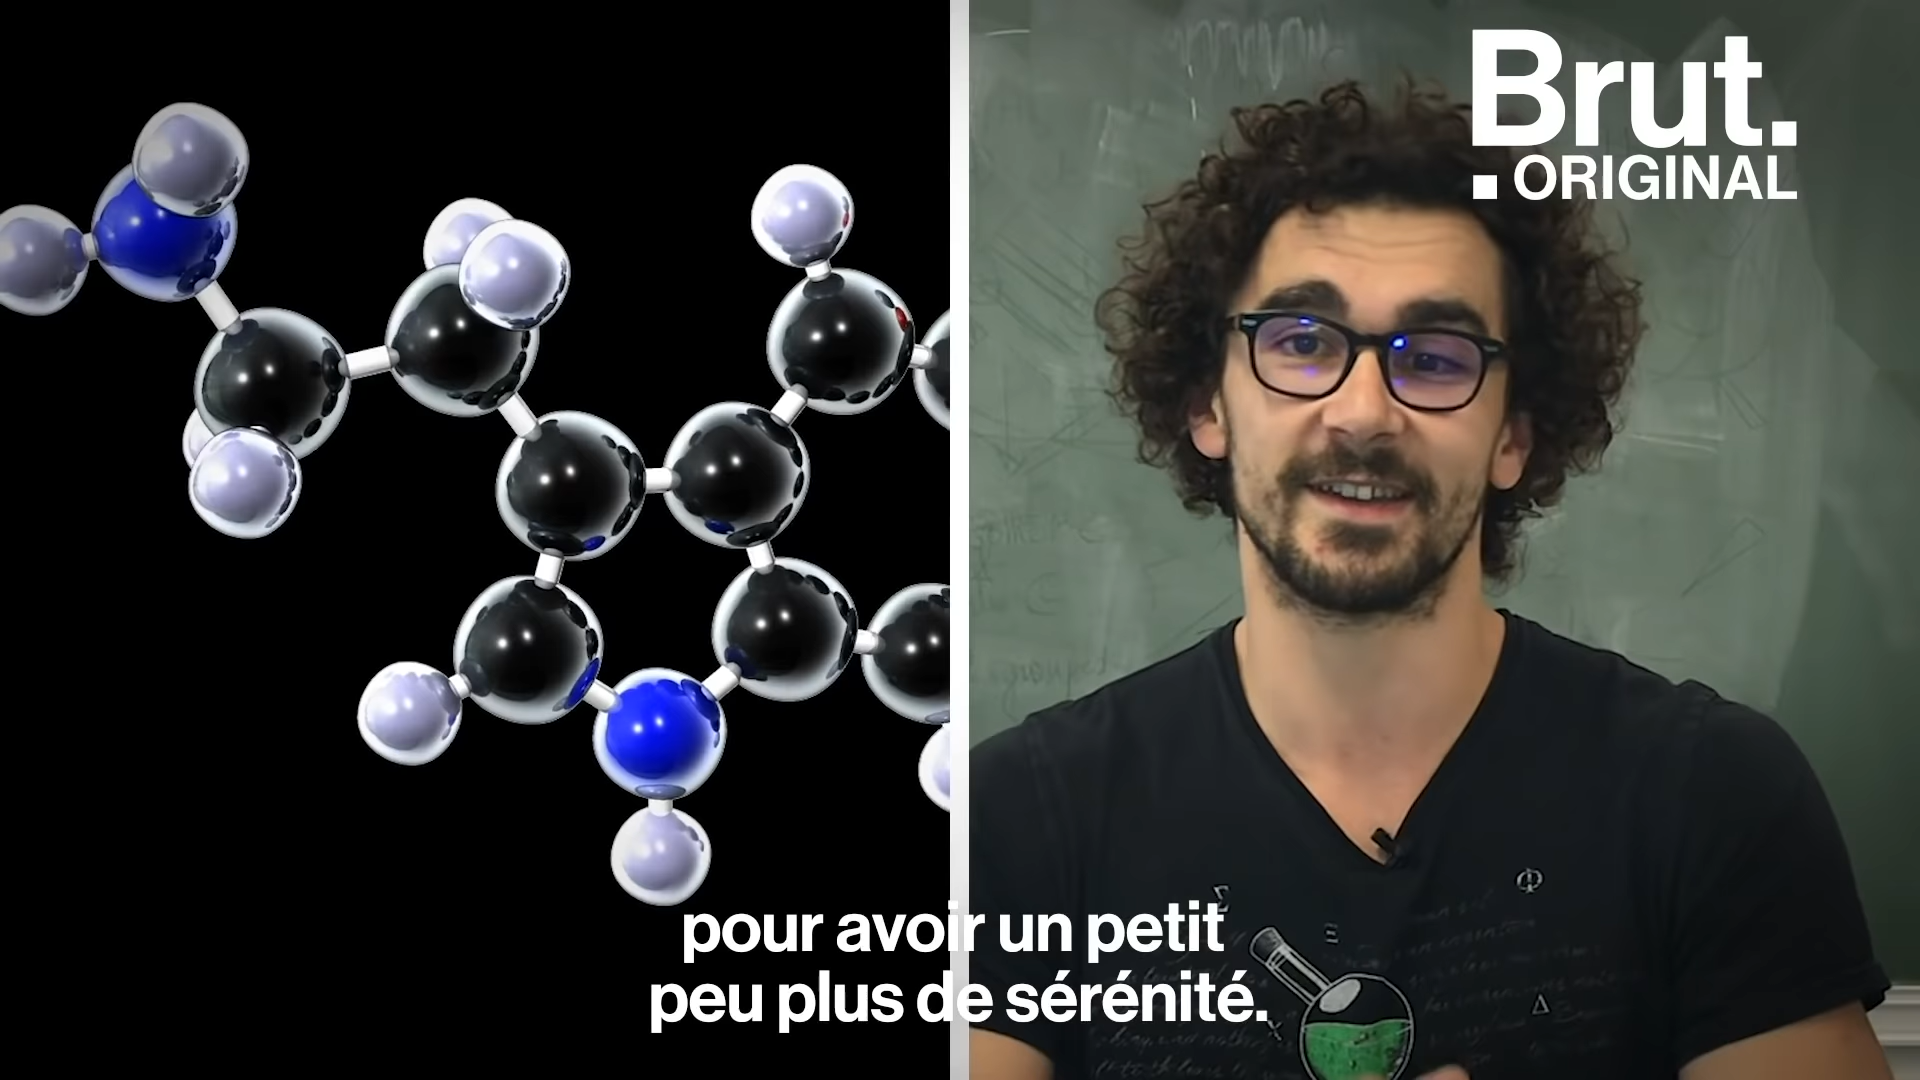 Brut.
ORIGINAL
pour avoir un petit
peu plus de sérénité.
Σ
Φ
Ξ
Δ